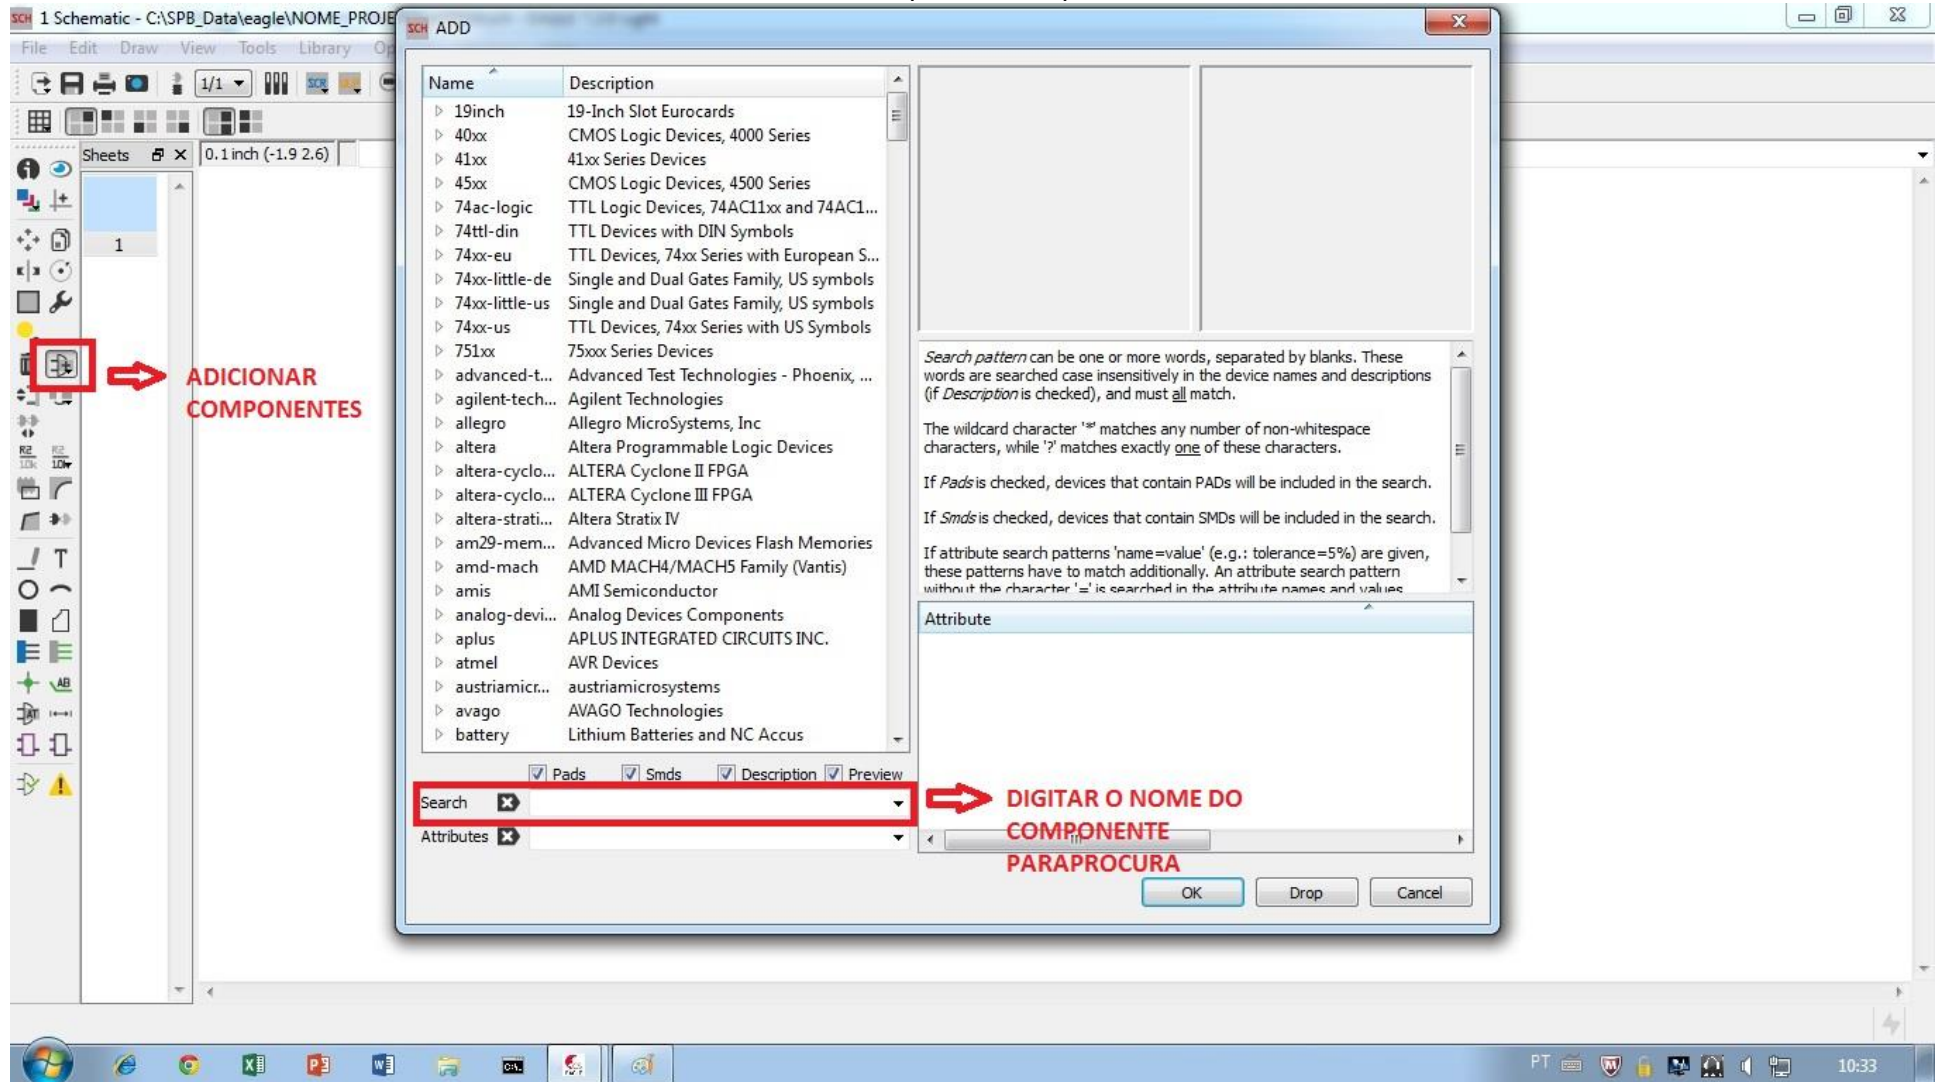 1 Schematic - C:\SPB_Data\eagle\NOME_PROJE
File Edit Draw View Tools Library Op
1/1
SCR
Sheets
0.1 inch (-1.9 2.6)
1
ADICIONAR
COMPONENTES
SCH ADD
Name Description
19inch 19-Inch Slot Eurocards
40xx CMOS Logic Devices, 4000 Series
41xx 41xx Series Devices
45xx CMOS Logic Devices, 4500 Series
74ac-logic TTL Logic Devices, 74AC11xx and 74AC1...
74ttl-din TTL Devices with DIN Symbols
74xx-eu TTL Devices, 74xx Series with European S...
74xx-little-de Single and Dual Gates Family, US symbols
74xx-little-us Single and Dual Gates Family, US symbols
74xx-us TTL Devices, 74xx Series with US Symbols
751xx 75xxx Series Devices
advanced-t... Advanced Test Technologies - Phoenix, ...
agilent-tech... Agilent Technologies
allegro Allegro MicroSystems, Inc
altera Altera Programmable Logic Devices
altera-cyclo... ALTERA Cyclone II FPGA
altera-cyclo... ALTERA Cyclone III FPGA
altera-strati... Altera Stratix IV
am29-mem... Advanced Micro Devices Flash Memories
amd-mach AMD MACH4/MACH5 Family (Vantis)
amis AMI Semiconductor
analog-devi... Analog Devices Components
aplus APLUS INTEGRATED CIRCUITS INC.
atmel AVR Devices
austriamicr... austriamicrosystems
avago AVAGO Technologies
battery Lithium Batteries and NC Accus
Pads Smds Description Preview
Search
Attributes
Search pattern can be one or more words, separated by blanks. These
words are searched case insensitively in the device names and descriptions
(if Description is checked), and must all match.
The wildcard character '*' matches any number of non-whitespace
characters, while '?' matches exactly one of these characters.
If Pads is checked, devices that contain PADs will be included in the search.
If Smds is checked, devices that contain SMDs will be included in the search.
If attribute search patterns 'name=value' (e.g.: tolerance=5%) are given,
these patterns have to match additionally. An attribute search pattern
without the character '=' is searched in the attribute names and values
Attribute
DIGITAR O NOME DO
COMPONENTE
PARAPROCURA
OK Drop Cancel
PT 10:33